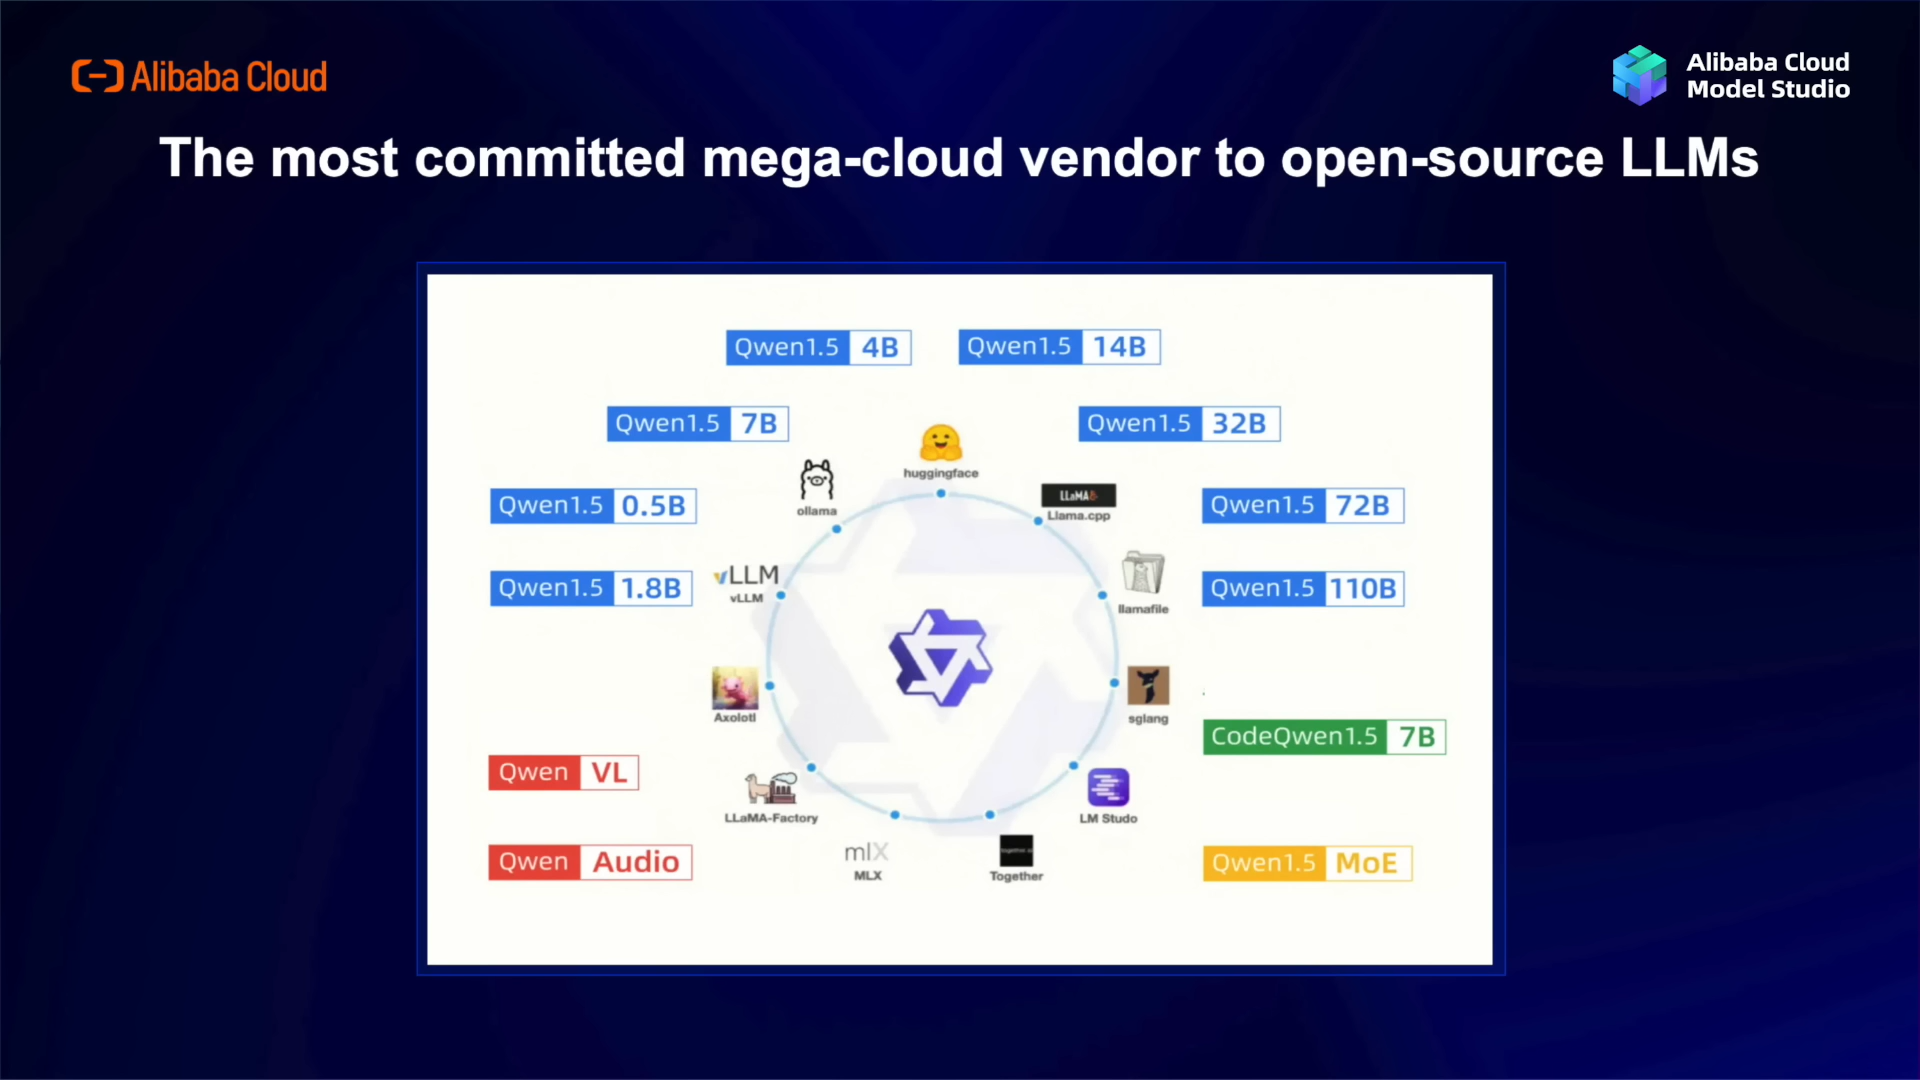 Alibaba Cloud
Alibaba Cloud
Model Studio
The most committed mega-cloud vendor to open-source LLMs
Qwen1.5 4B
Qwen1.5 14B
Qwen1.5 7B
Qwen1.5 32B
huggingface
ollama
LLaMA
Llama.cpp
Qwen1.5 0.5B
Qwen1.5 72B
vLLM
vLLM
Qwen1.5 1.8B
Qwen1.5 110B
llamafile
Axolotl
sglang
CodeQwen1.5 7B
Qwen VL
LLaMA-Factory
LM Studo
Qwen Audio
mlX
MLX
Together
Qwen1.5 MoE